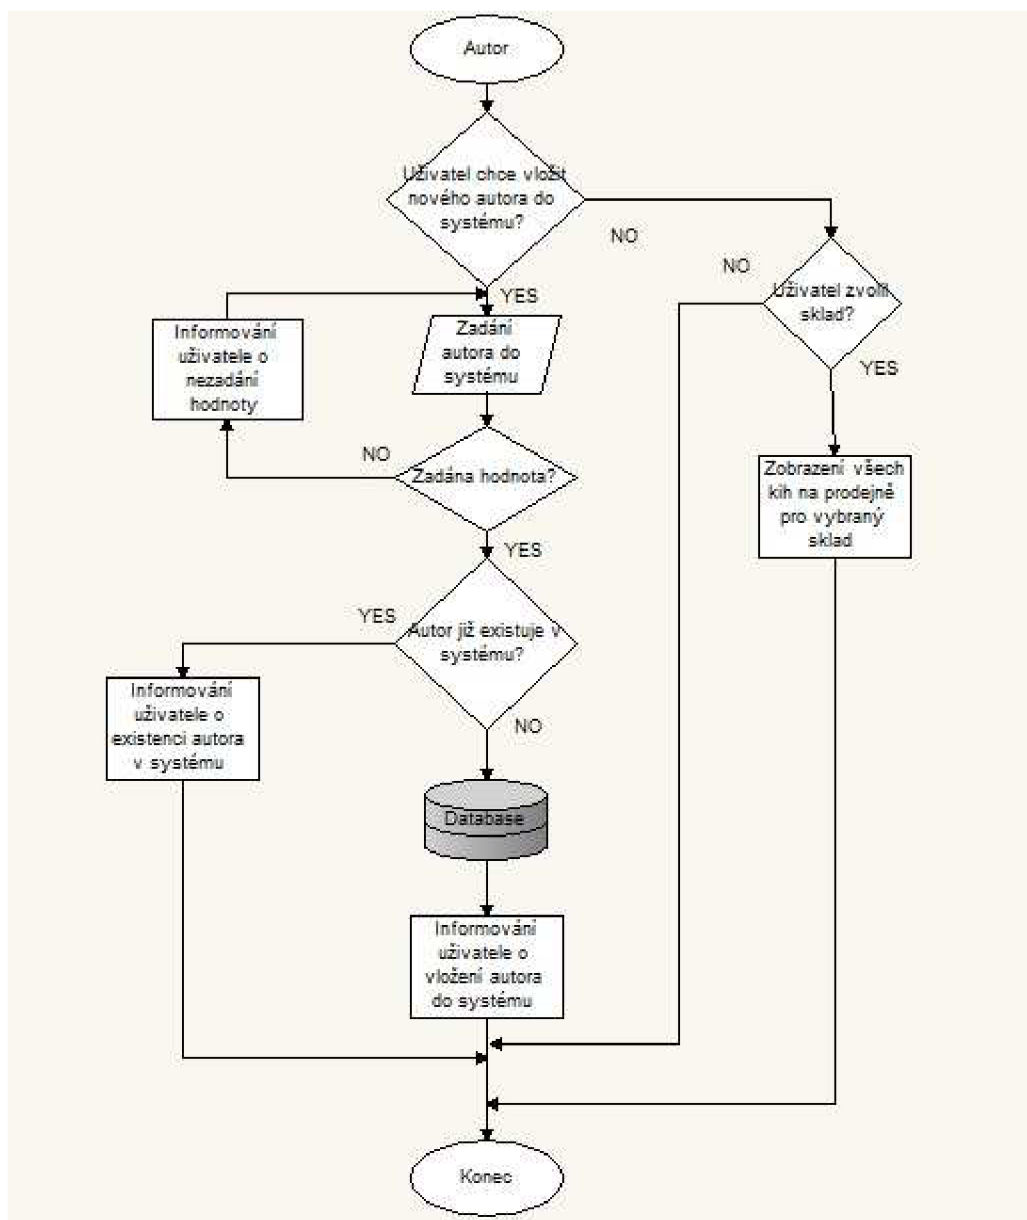 Autor
Uživatel chce vložit
nového autora do
systému?
NO
NO
Uživatel zvolil
sklad?
YES
YES
Informování
uživatele o
nezadání
hodnoty
Zadání
autora do
systému
NO
Zadána hodnota?
YES
Zobrazení všech
kih na prodejně
pro vybraný
sklad
YES
Autor již existuje v
systému?
NO
Informování
uživatele o
existenci autora
v systému
Database
Informování
uživatele o
vložení autora
do systému
Konec